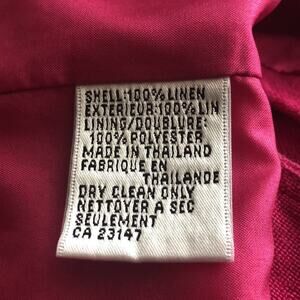 SHELL:100% LINEN
EXTERIEUR:100% LIN
LINING/DOUBLURE:
100% POLYESTER
MADE IN THAILAND
FABRIQUE EN
THAILANDE
DRY CLEAN ONLY
NETTOYER A SEC
SEULEMENT
CA 23147